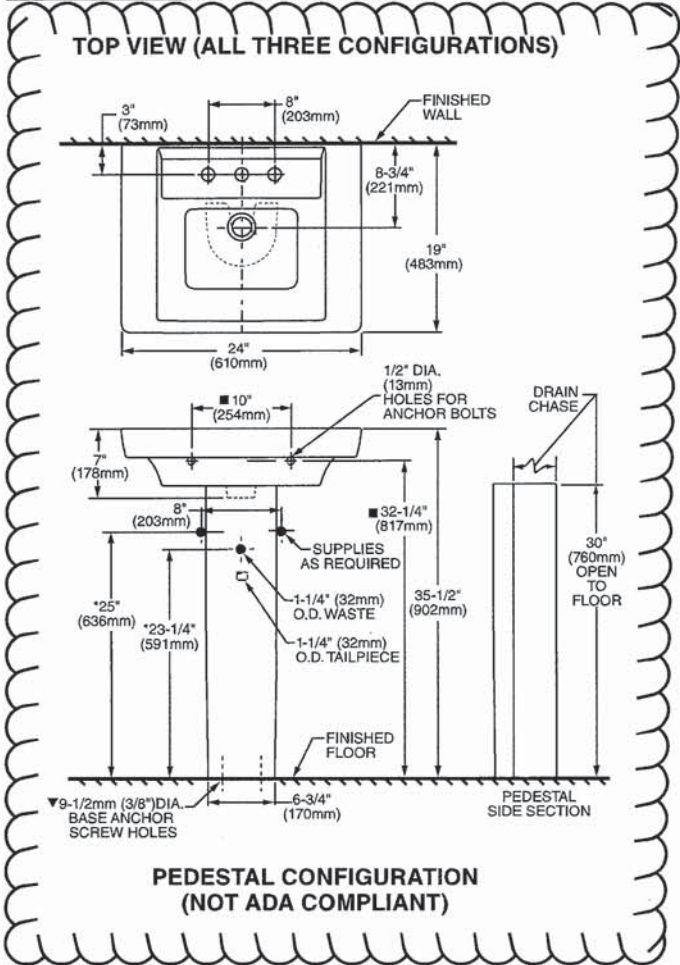 TOP VIEW (ALL THREE CONFIGURATIONS)
3"
(73mm)
8"
(203mm)
FINISHED
WALL
8-3/4"
(221mm)
19"
(483mm)
24"
(610mm)
■ 10"
(254mm)
1/2" DIA.
(13mm)
HOLES FOR
ANCHOR BOLTS
DRAIN
CHASE
7"
(178mm)
8"
(203mm)
■ 32-1/4"
(817mm)
SUPPLIES
AS REQUIRED
30"
(760mm)
OPEN
TO
FLOOR
*25"
(636mm)
*23-1/4"
(591mm)
1-1/4" (32mm)
O.D. WASTE
35-1/2"
(902mm)
1-1/4" (32mm)
O.D. TAILPIECE
FINISHED
FLOOR
▼9-1/2mm (3/8")DIA.
BASE ANCHOR
SCREW HOLES
6-3/4"
(170mm)
PEDESTAL
SIDE SECTION
PEDESTAL CONFIGURATION
(NOT ADA COMPLIANT)